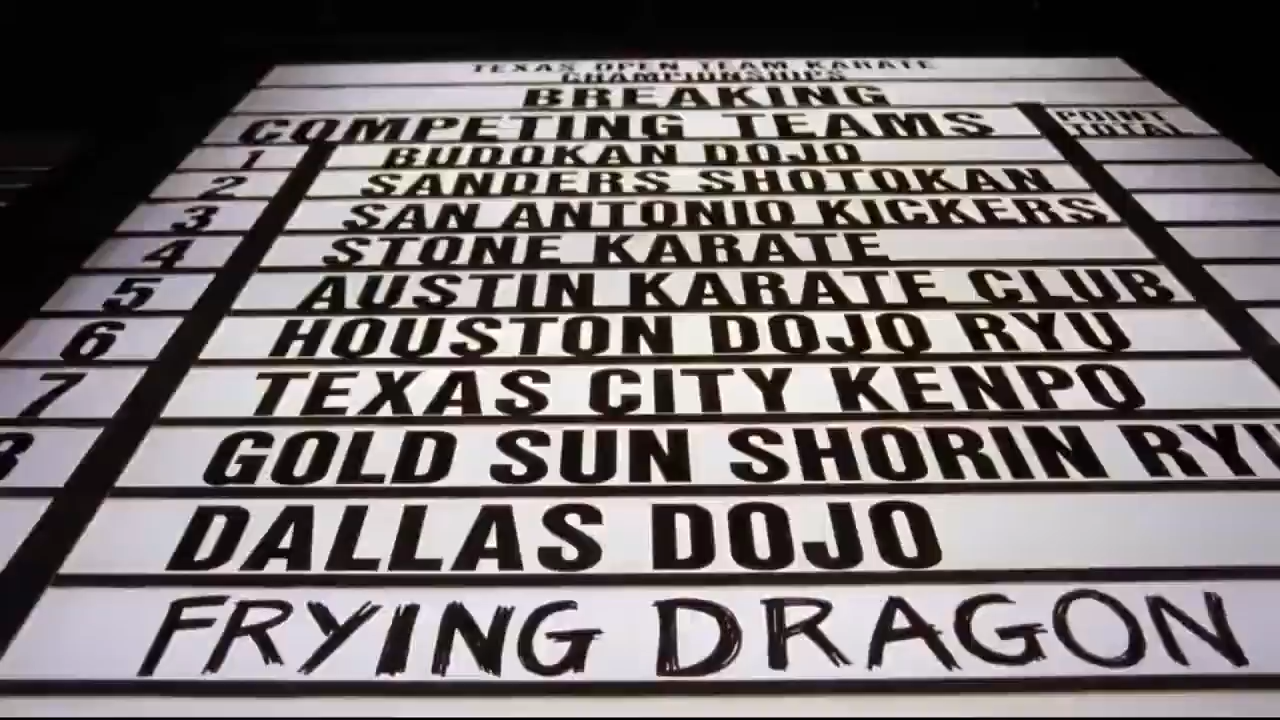 TEXAS OPEN TEAM KARATE
CHAMPIONSHIPS
BREAKING
COMPETING TEAMS
POINT
TOTAL
1 BUDOKAN DOJO
2 SANDERS SHOTOKAN
3 SAN ANTONIO KICKERS
4 STONE KARATE
5 AUSTIN KARATE CLUB
6 HOUSTON DOJO RYU
7 TEXAS CITY KENPO
8 GOLD SUN SHORIN RYU
DALLAS DOJO
FRYING DRAGON